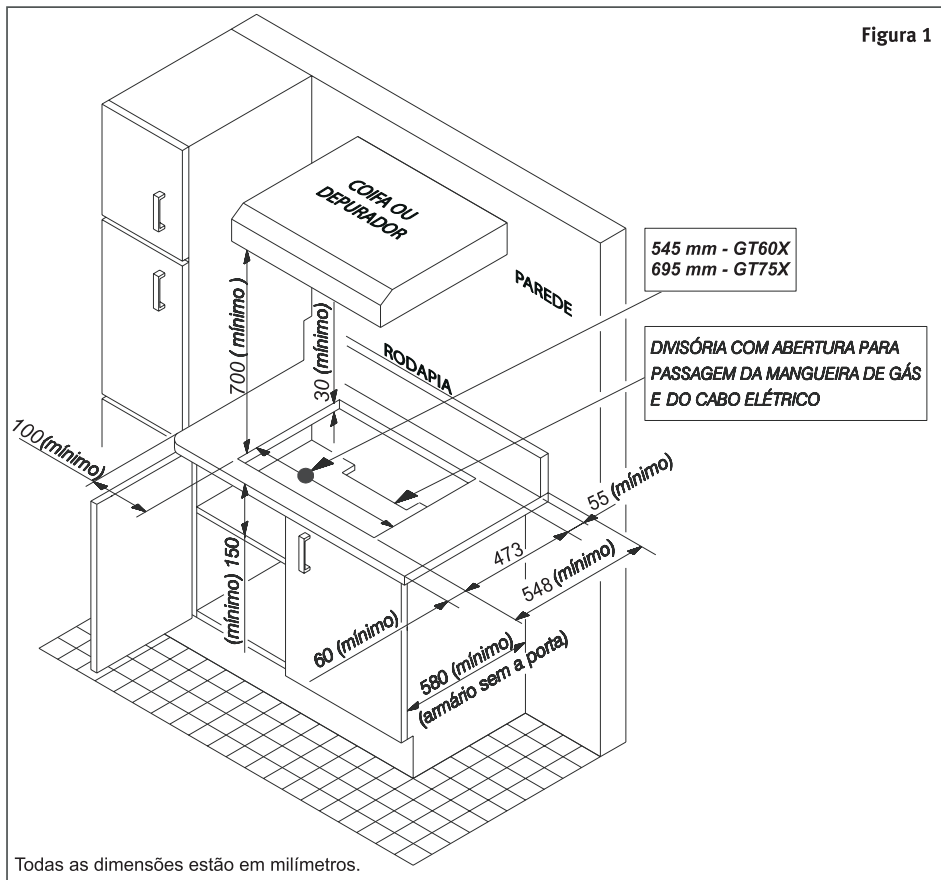 Figura 1
COIFA OU
DEPURADOR
545 mm - GT60X
695 mm - GT75X
PAREDE
700 ( mínimo)
30 (mínimo)
RODAPIA
DIVISÓRIA COM ABERTURA PARA
PASSAGEM DA MANGUEIRA DE GÁS
E DO CABO ELÉTRICO
100 (mínimo)
55 (mínimo)
473
548 (mínimo)
(mínimo) 150
60 (mínimo)
580 (mínimo)
(armário sem a porta)
Todas as dimensões estão em milímetros.